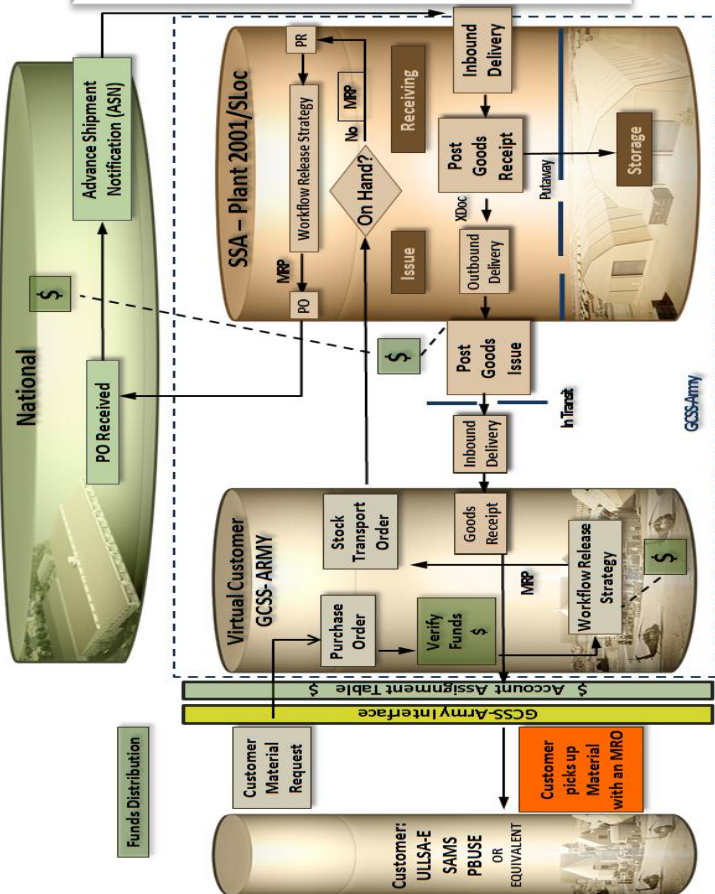 Funds Distribution
National
PO Received
$
Advance Shipment
Notification (ASN)
Customer:
ULLSA-E
SAMS
PBUSE
OR
EQUIVALENT
Customer
Material
Request
Customer
picks up
Material
with an MRO
GCSS-Army Interface
$ Account Assignment Table $
Virtual Customer
GCSS- ARMY
Purchase
Order
Stock
Transport
Order
Verify
Funds
$
MRP
Workflow Release
Strategy
$
Goods
Receipt
Inbound
Delivery
In Transit
Post
Goods
Issue
$
SSA – Plant 2001/SLoc
PO
MRP
Workflow Release Strategy
PR
On Hand?
No
MRP
Issue
Receiving
Outbound
Delivery
XDoc
Post
Goods
Receipt
Inbound
Delivery
Putaway
Storage
GCSS-Army